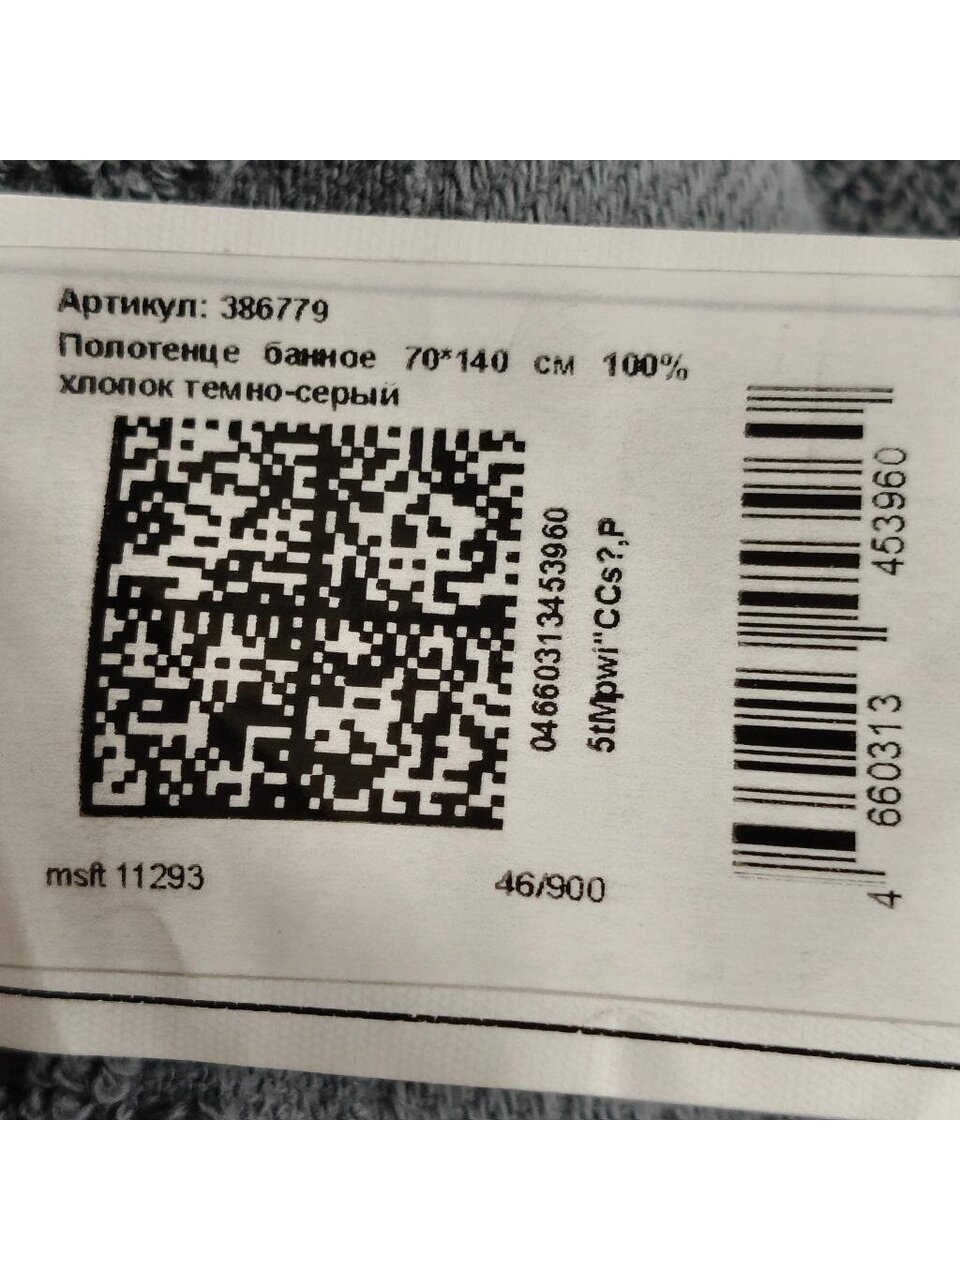 Артикул: 386779
Полотенце банное 70*140 см 100%
хлопок темно-серый
04660313453960
5tMpwi"CCs?,P
4 660313 453960
msft 11293
46/900